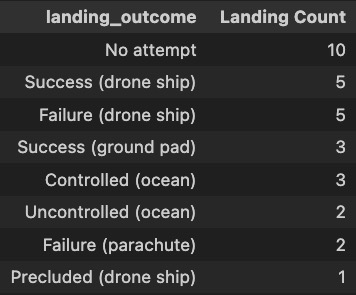 landing_outcome Landing Count
No attempt 10
Success (drone ship) 5
Failure (drone ship) 5
Success (ground pad) 3
Controlled (ocean) 3
Uncontrolled (ocean) 2
Failure (parachute) 2
Precluded (drone ship) 1